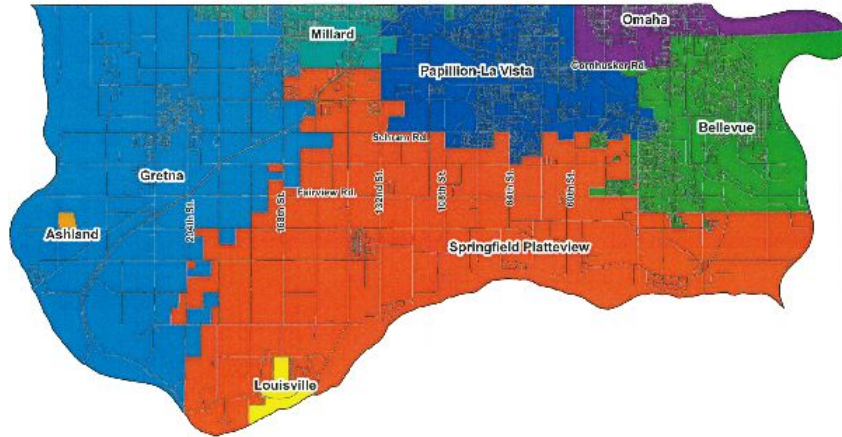 Omaha
Millard
Papillion-La Vista
Cornhusker Rd.
Bellevue
Schram Rd.
Gretna
Fairview Rd.
204th St.
168th St.
132nd St.
108th St.
84th St.
60th St.
Ashland
Springfield Platteview
Louisville